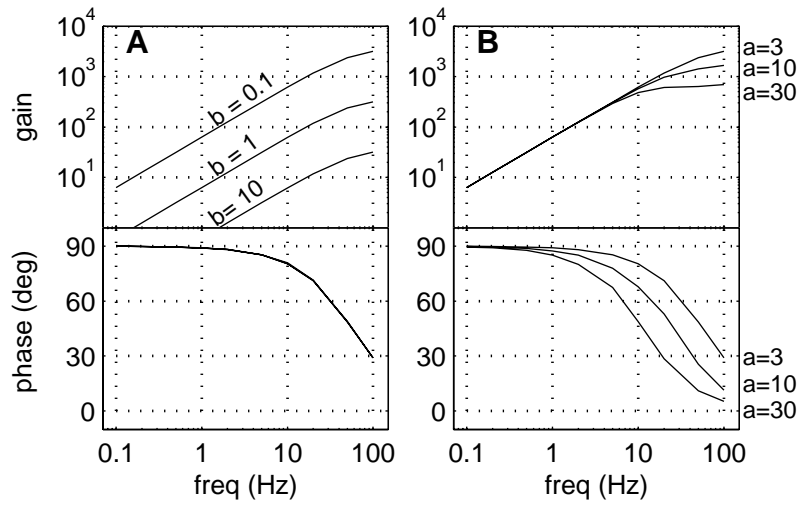 A
B
gain
10^4
10^3
10^2
10^1
b = 0.1
b = 1
b= 10
10^4
10^3
10^2
10^1
a=3
a=10
a=30
phase (deg)
90
60
30
0
0.1 1 10 100
freq (Hz)
90
60
30
0
a=3
a=10
a=30
0.1 1 10 100
freq (Hz)